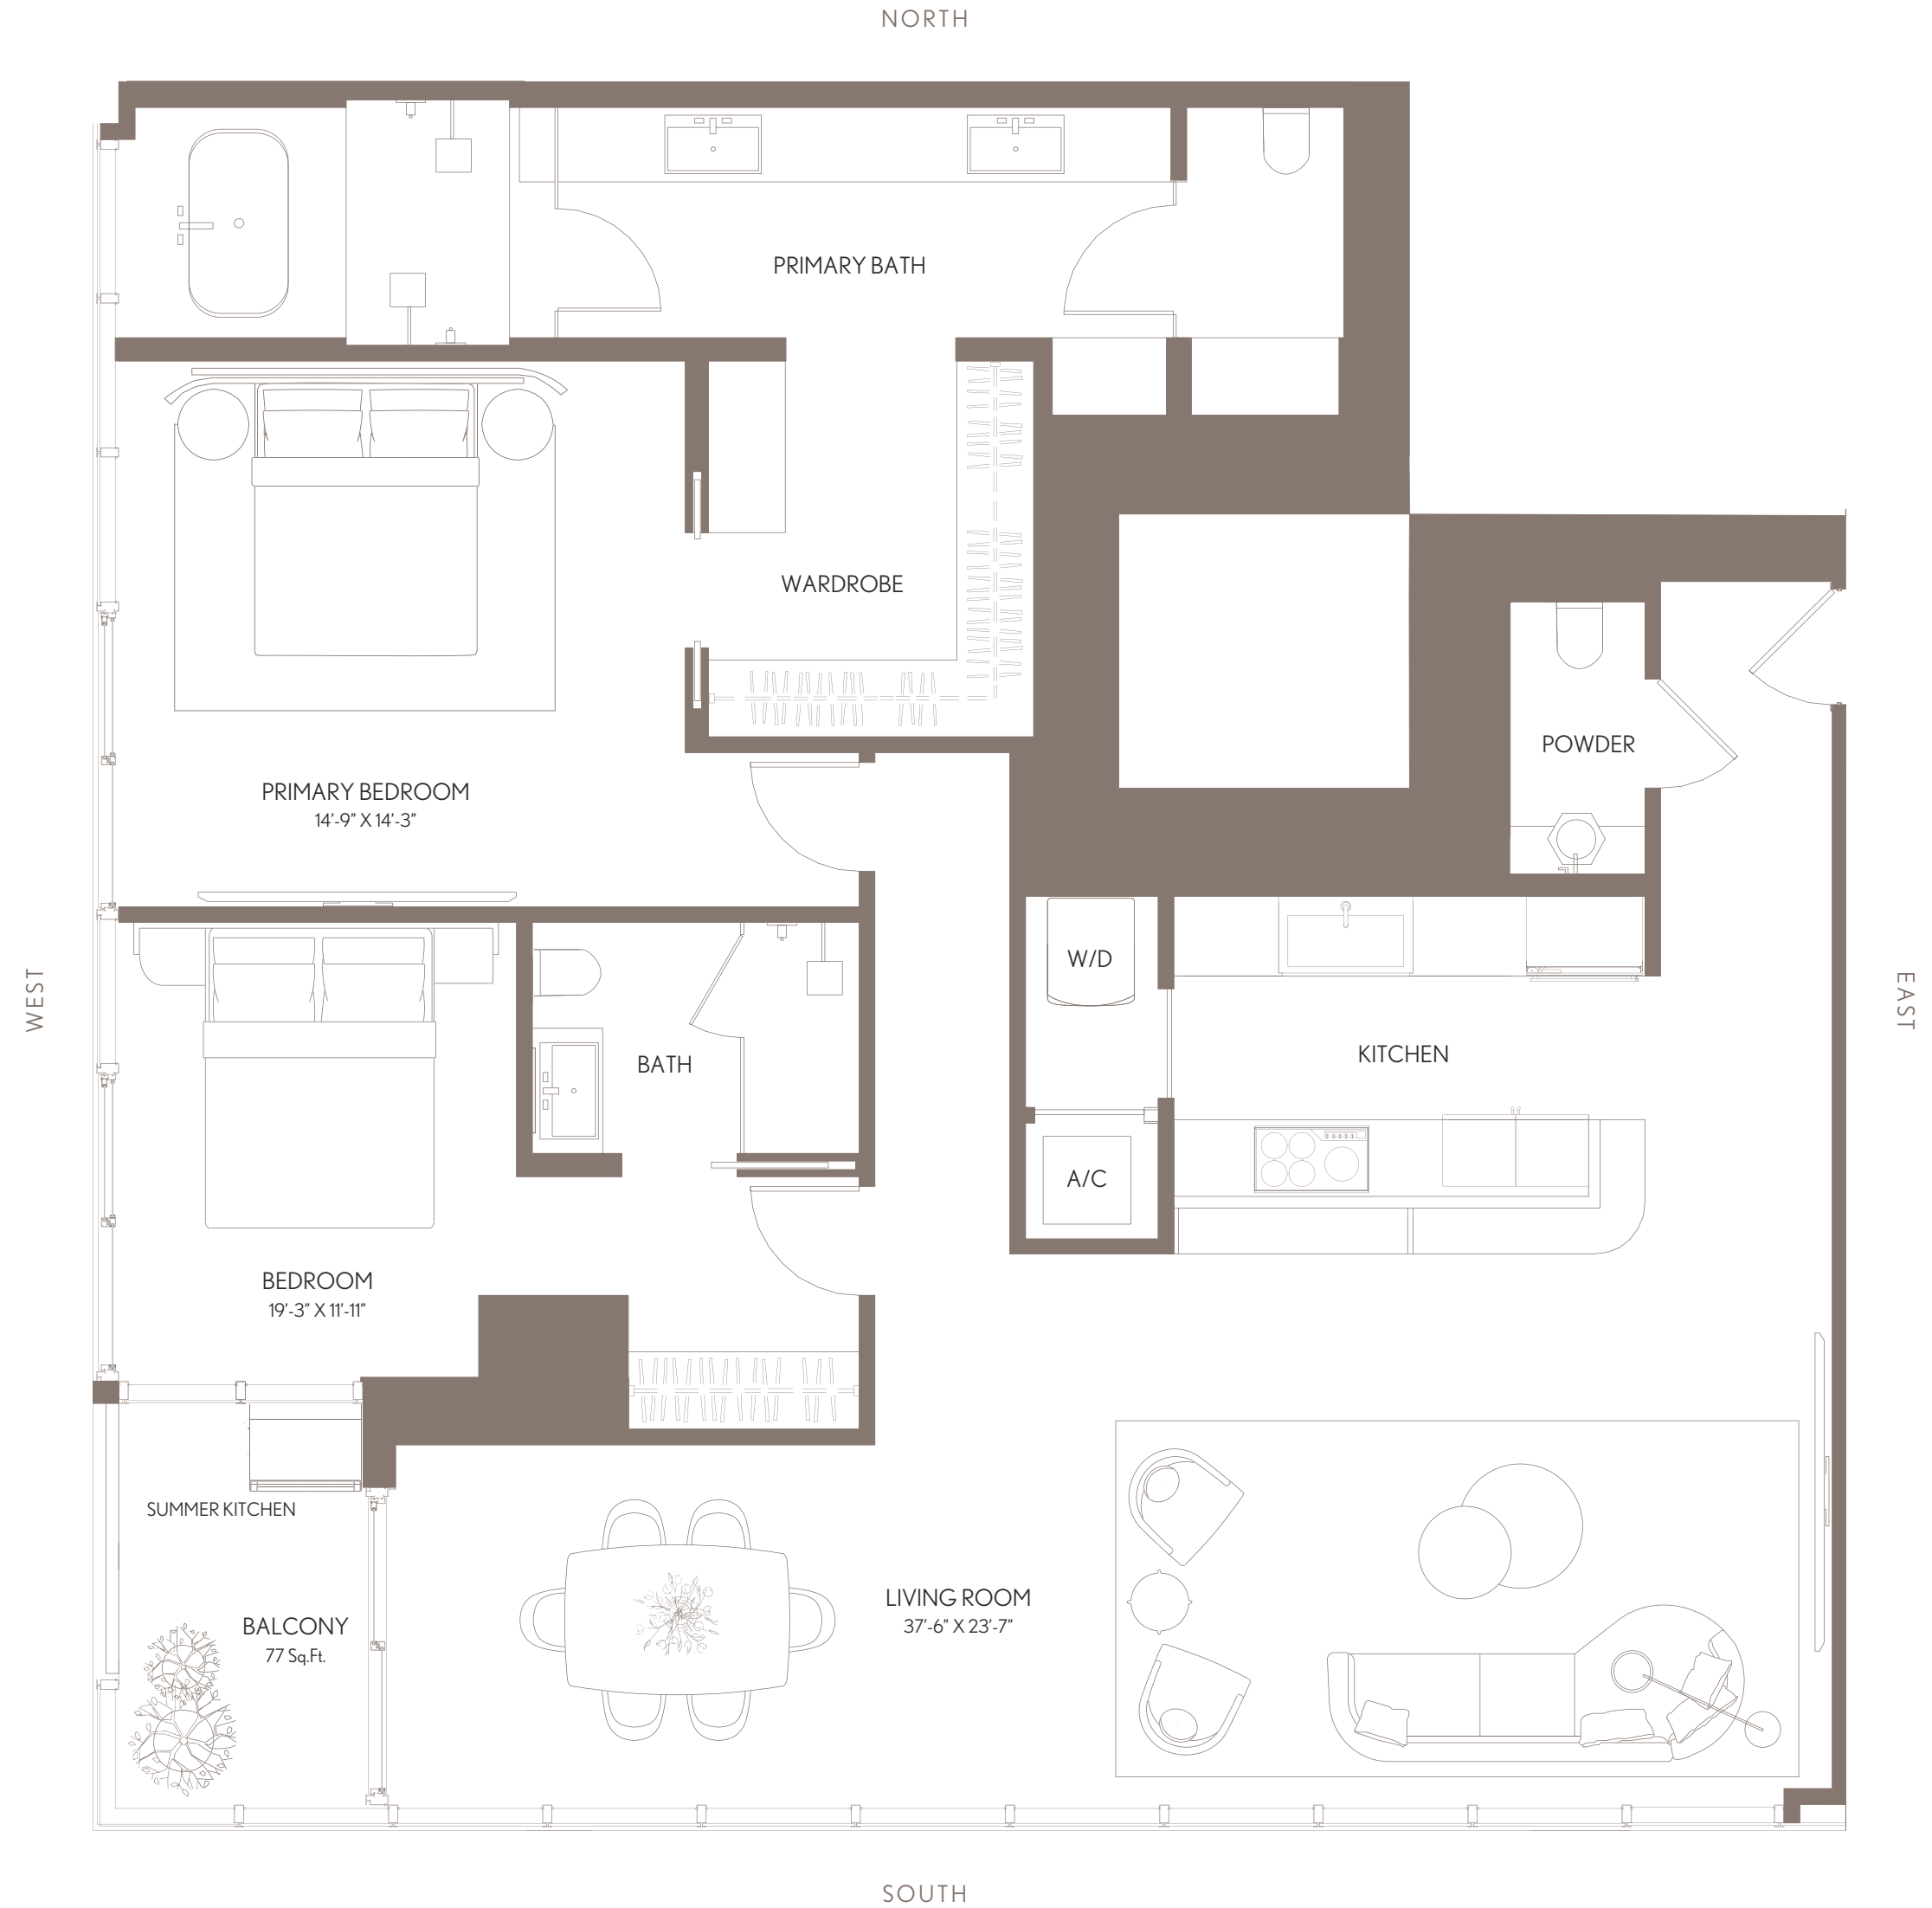 NORTH
PRIMARY BATH
WARDROBE
POWDER
PRIMARY BEDROOM
14'-9" X 14'-3"
W/D
WEST
EAST
KITCHEN
BATH
A/C
BEDROOM
19'-3" X 11'-11"
SUMMER KITCHEN
LIVING ROOM
37'-6" X 23'-7"
BALCONY
77 Sq.Ft.
SOUTH